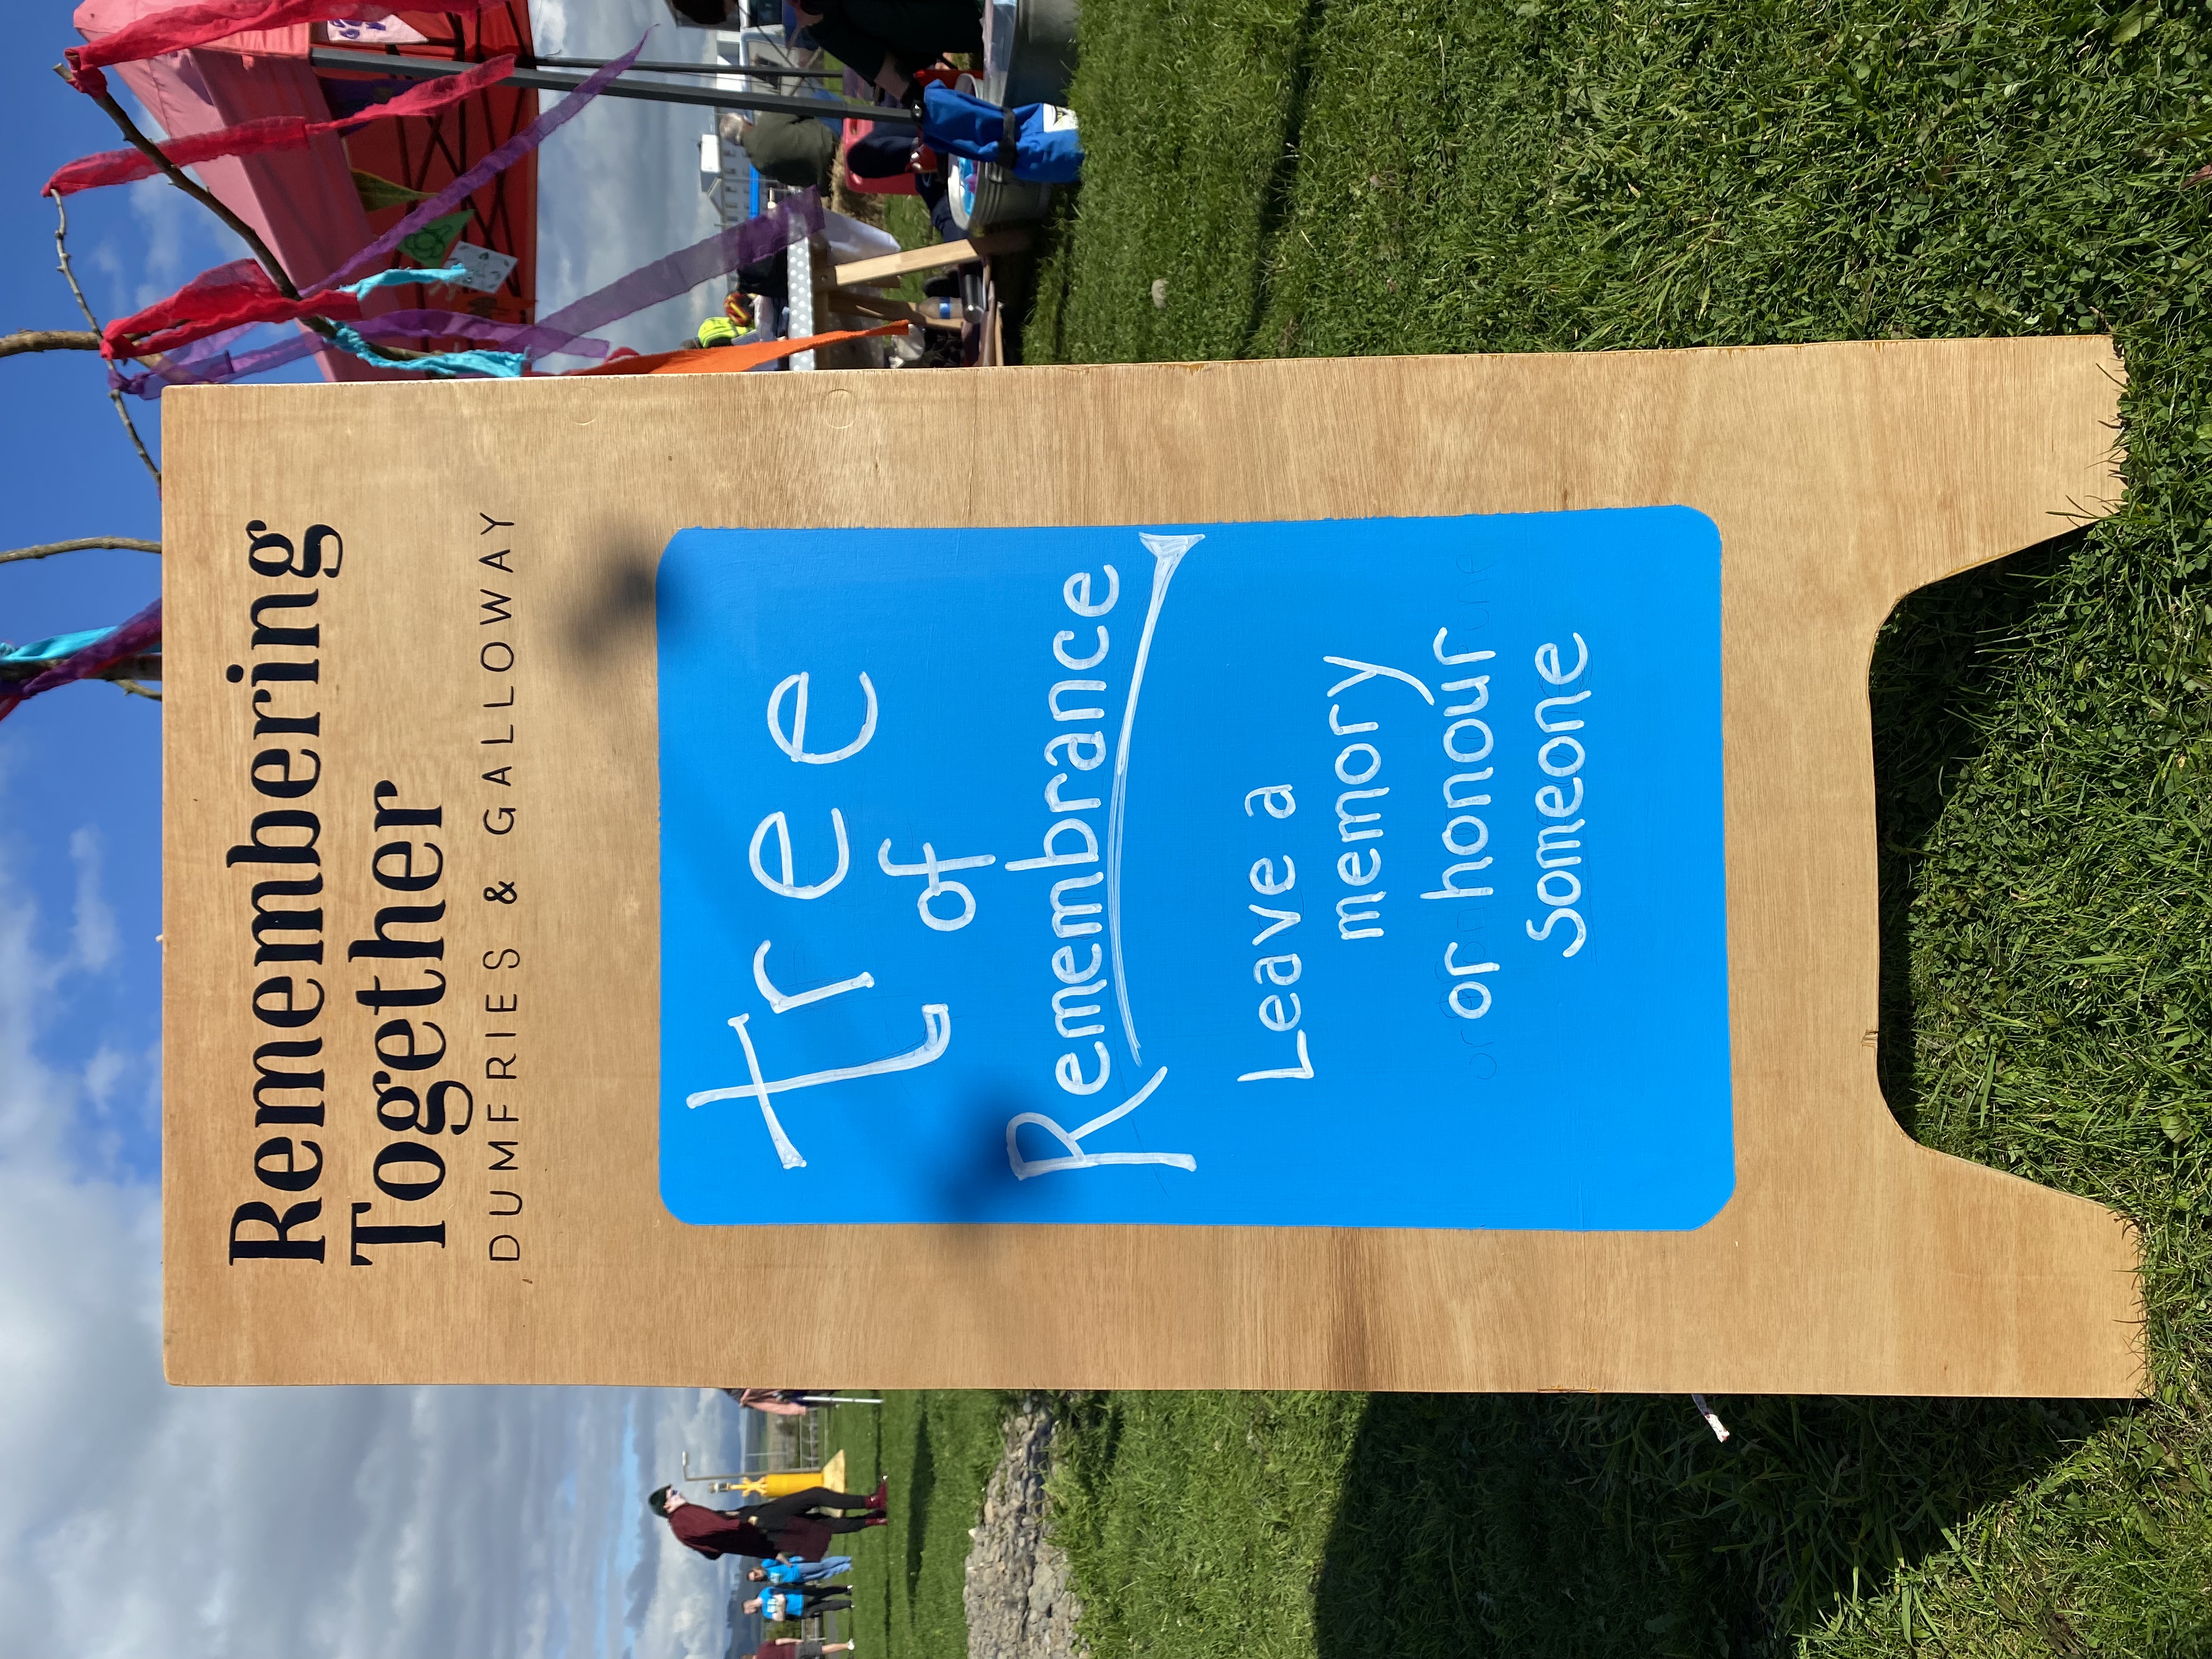 Remembering
Together
DUMFRIES & GALLOWAY
tree
of
Remembrance
Leave a
memory
or honour
someone